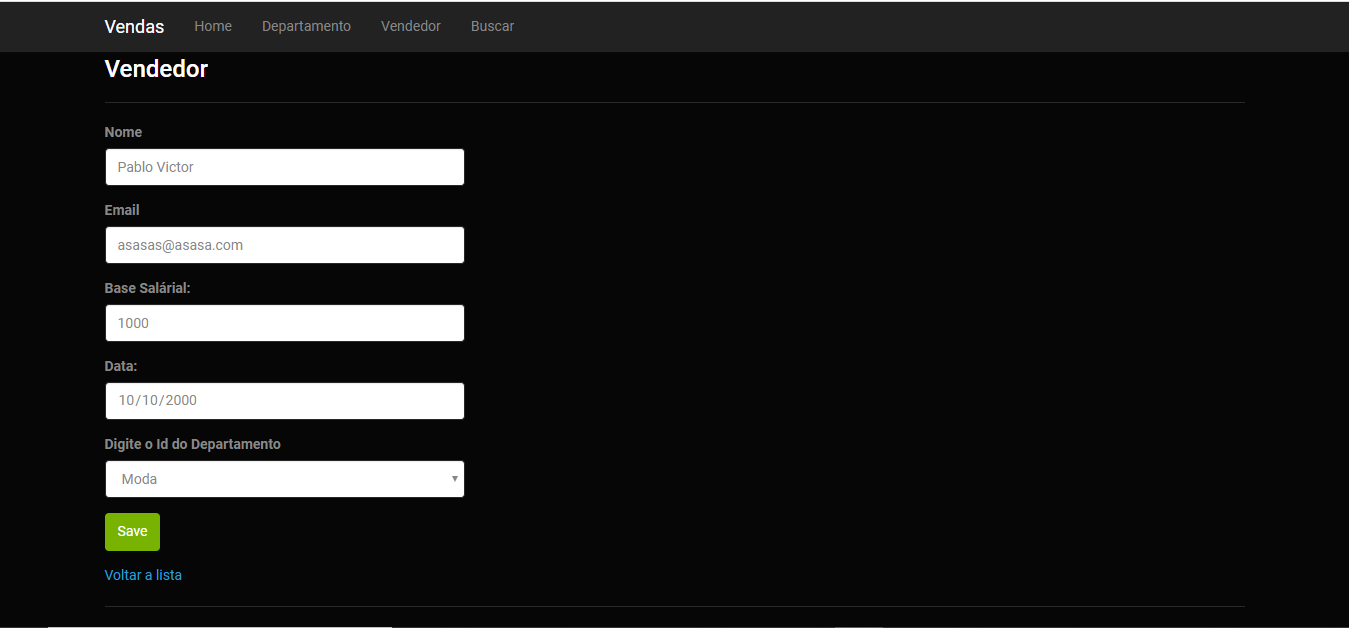 Vendas Home Departamento Vendedor Buscar
Vendedor
Nome
Pablo Victor
Email
asasas@asasa.com
Base Salárial:
1000
Data:
10/10/2000
Digite o Id do Departamento
Moda
Save
Voltar a lista